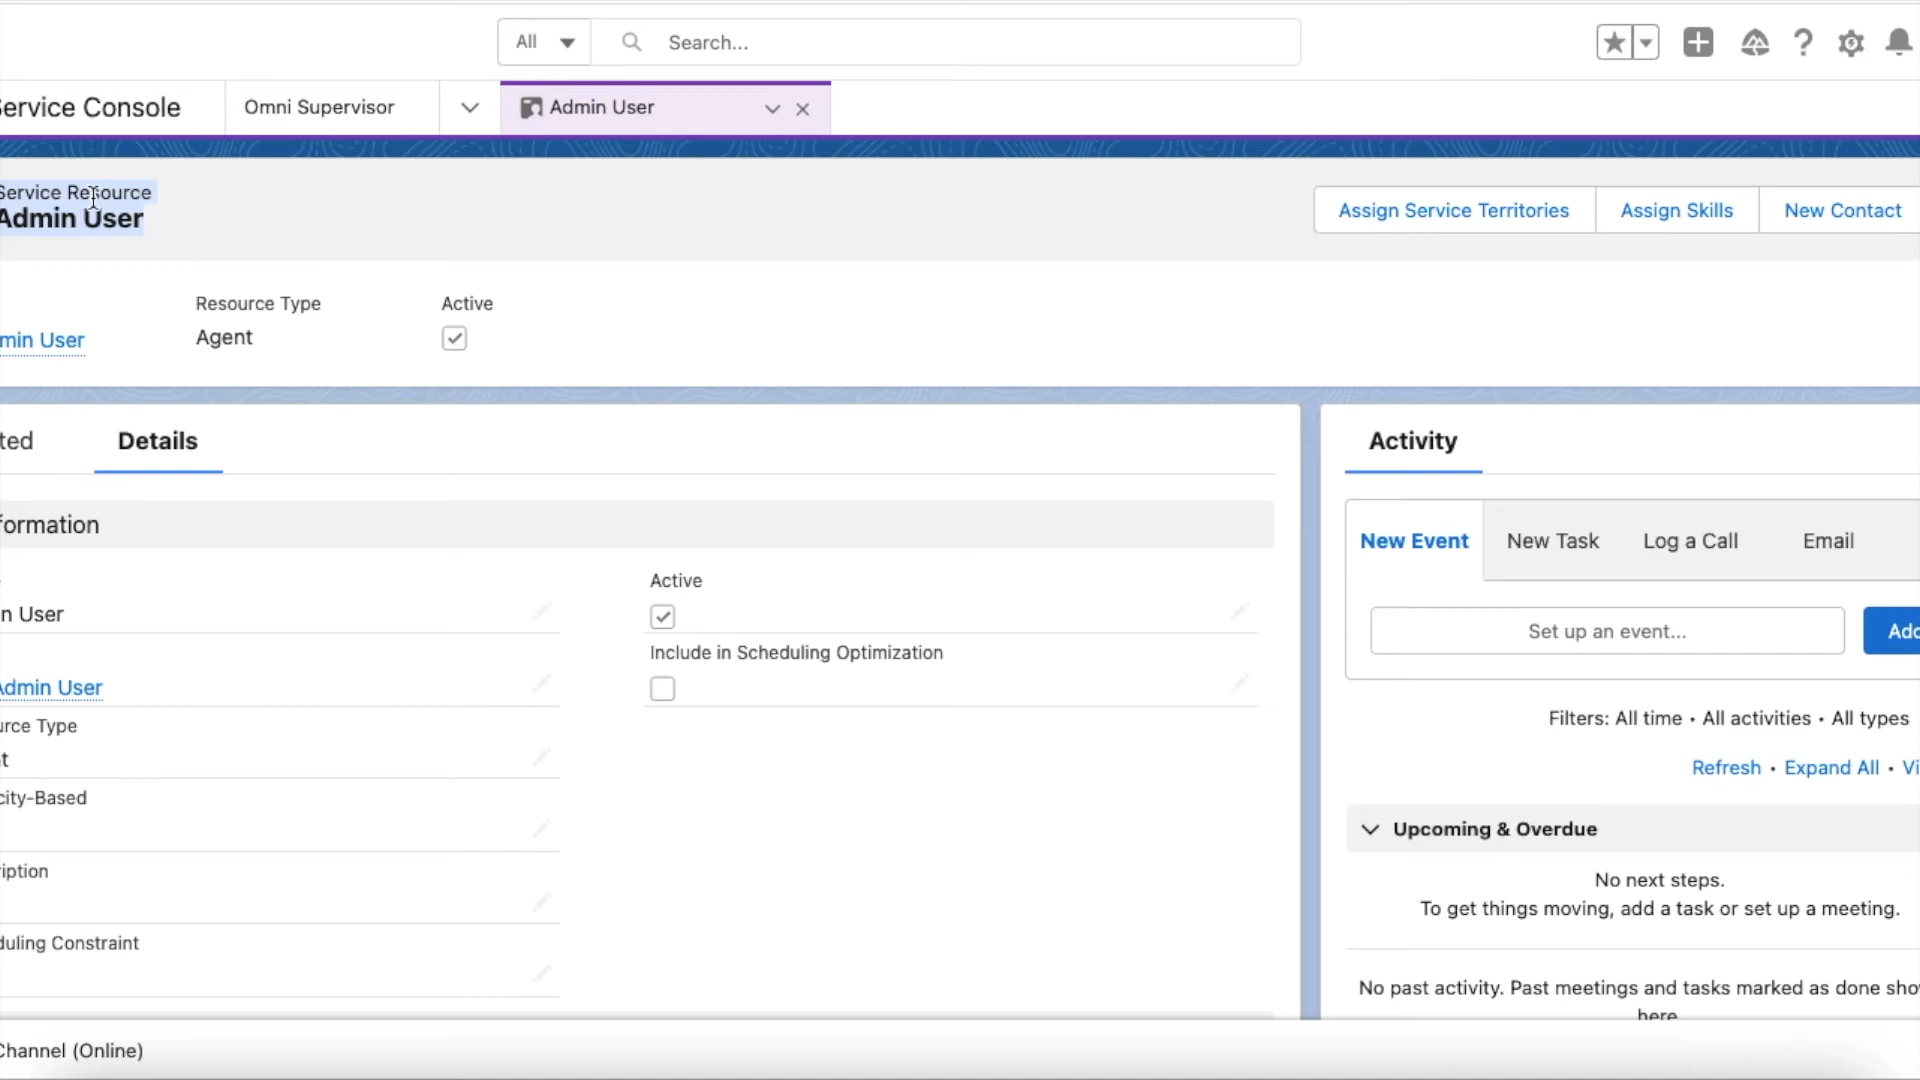 All
Search...
Service Console
Omni Supervisor
Admin User
Service Resource
Admin User
Assign Service Territories
Assign Skills
New Contact
Resource Type
Active
min User
Agent
ted
Details
Activity
formation
New Event
New Task
Log a Call
Email
Active
n User
Set up an event...
Add
Include in Scheduling Optimization
Admin User
urce Type
Filters: All time • All activities • All types
t
Refresh • Expand All • Vi
city-Based
Upcoming & Overdue
ription
No next steps.
To get things moving, add a task or set up a meeting.
duling Constraint
No past activity. Past meetings and tasks marked as done sho
here
Channel (Online)